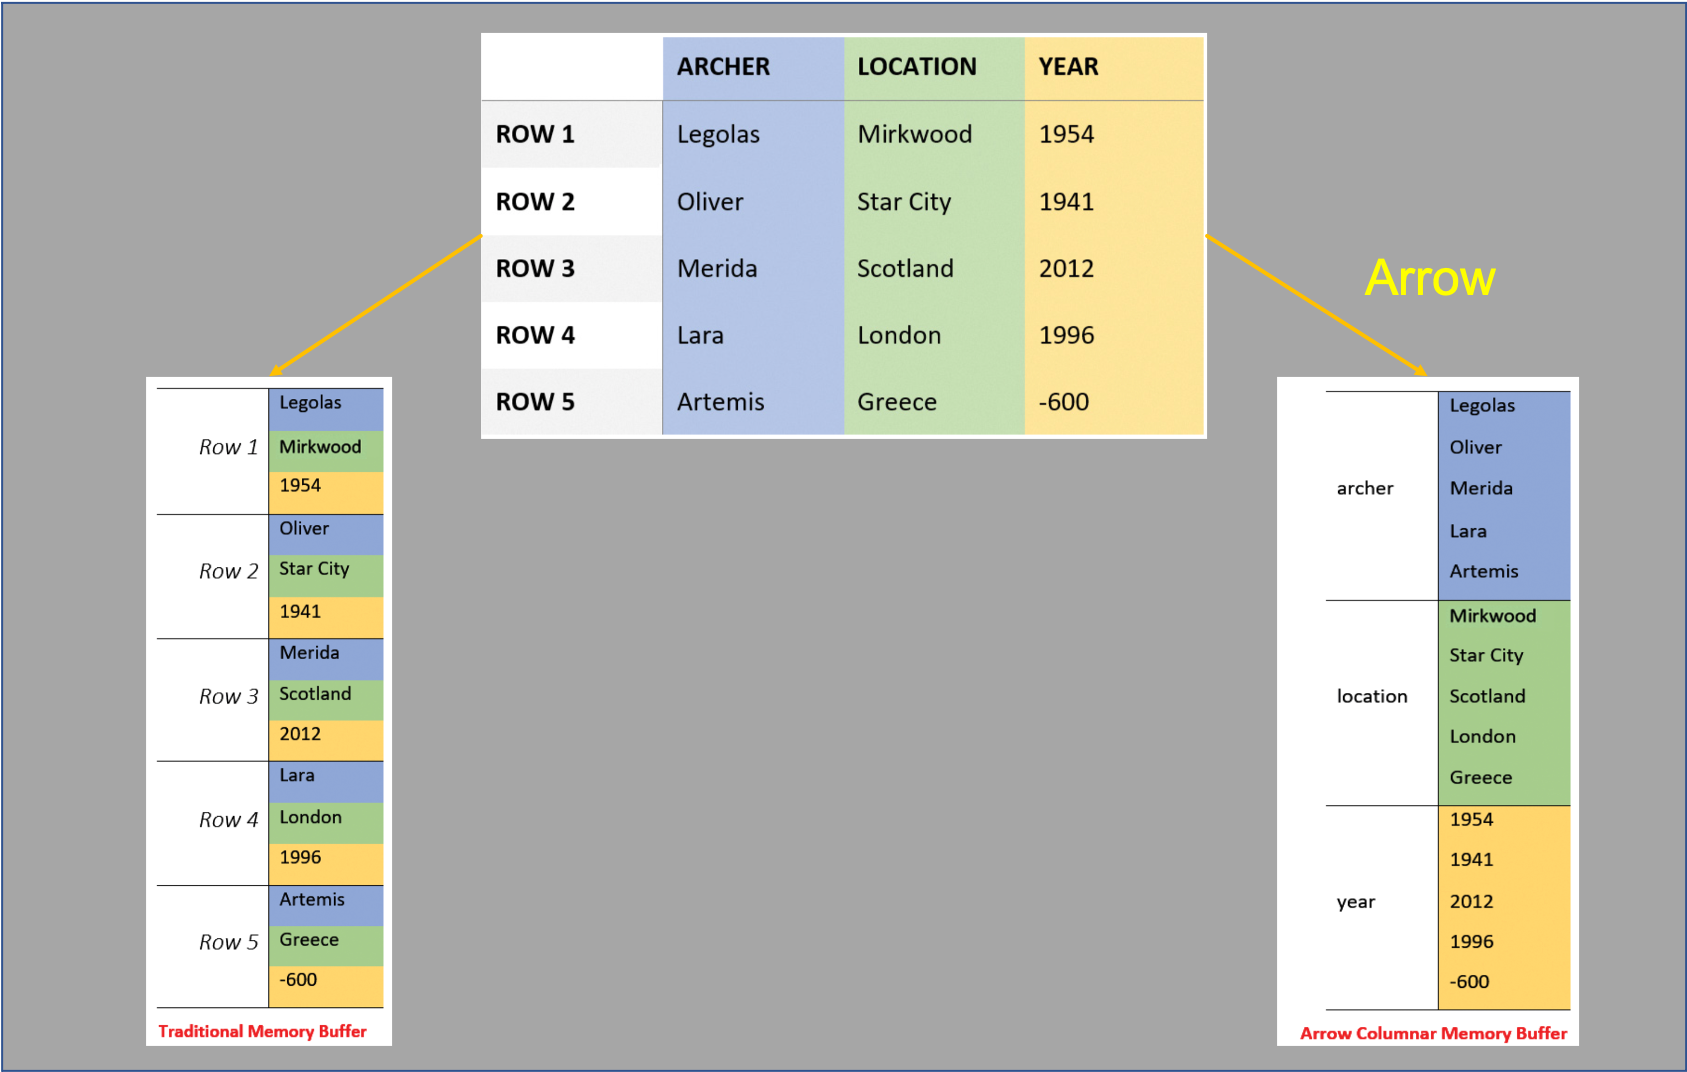 ARCHER LOCATION YEAR
ROW 1 Legolas Mirkwood 1954
ROW 2 Oliver Star City 1941
ROW 3 Merida Scotland 2012
ROW 4 Lara London 1996
ROW 5 Artemis Greece -600
Arrow
Legolas
Row 1 Mirkwood
1954
Oliver
Row 2 Star City
1941
Merida
Row 3 Scotland
2012
Lara
Row 4 London
1996
Artemis
Row 5 Greece
-600
Traditional Memory Buffer
Legolas
Oliver
archer Merida
Lara
Artemis
Mirkwood
Star City
location Scotland
London
Greece
1954
1941
year 2012
1996
-600
Arrow Columnar Memory Buffer